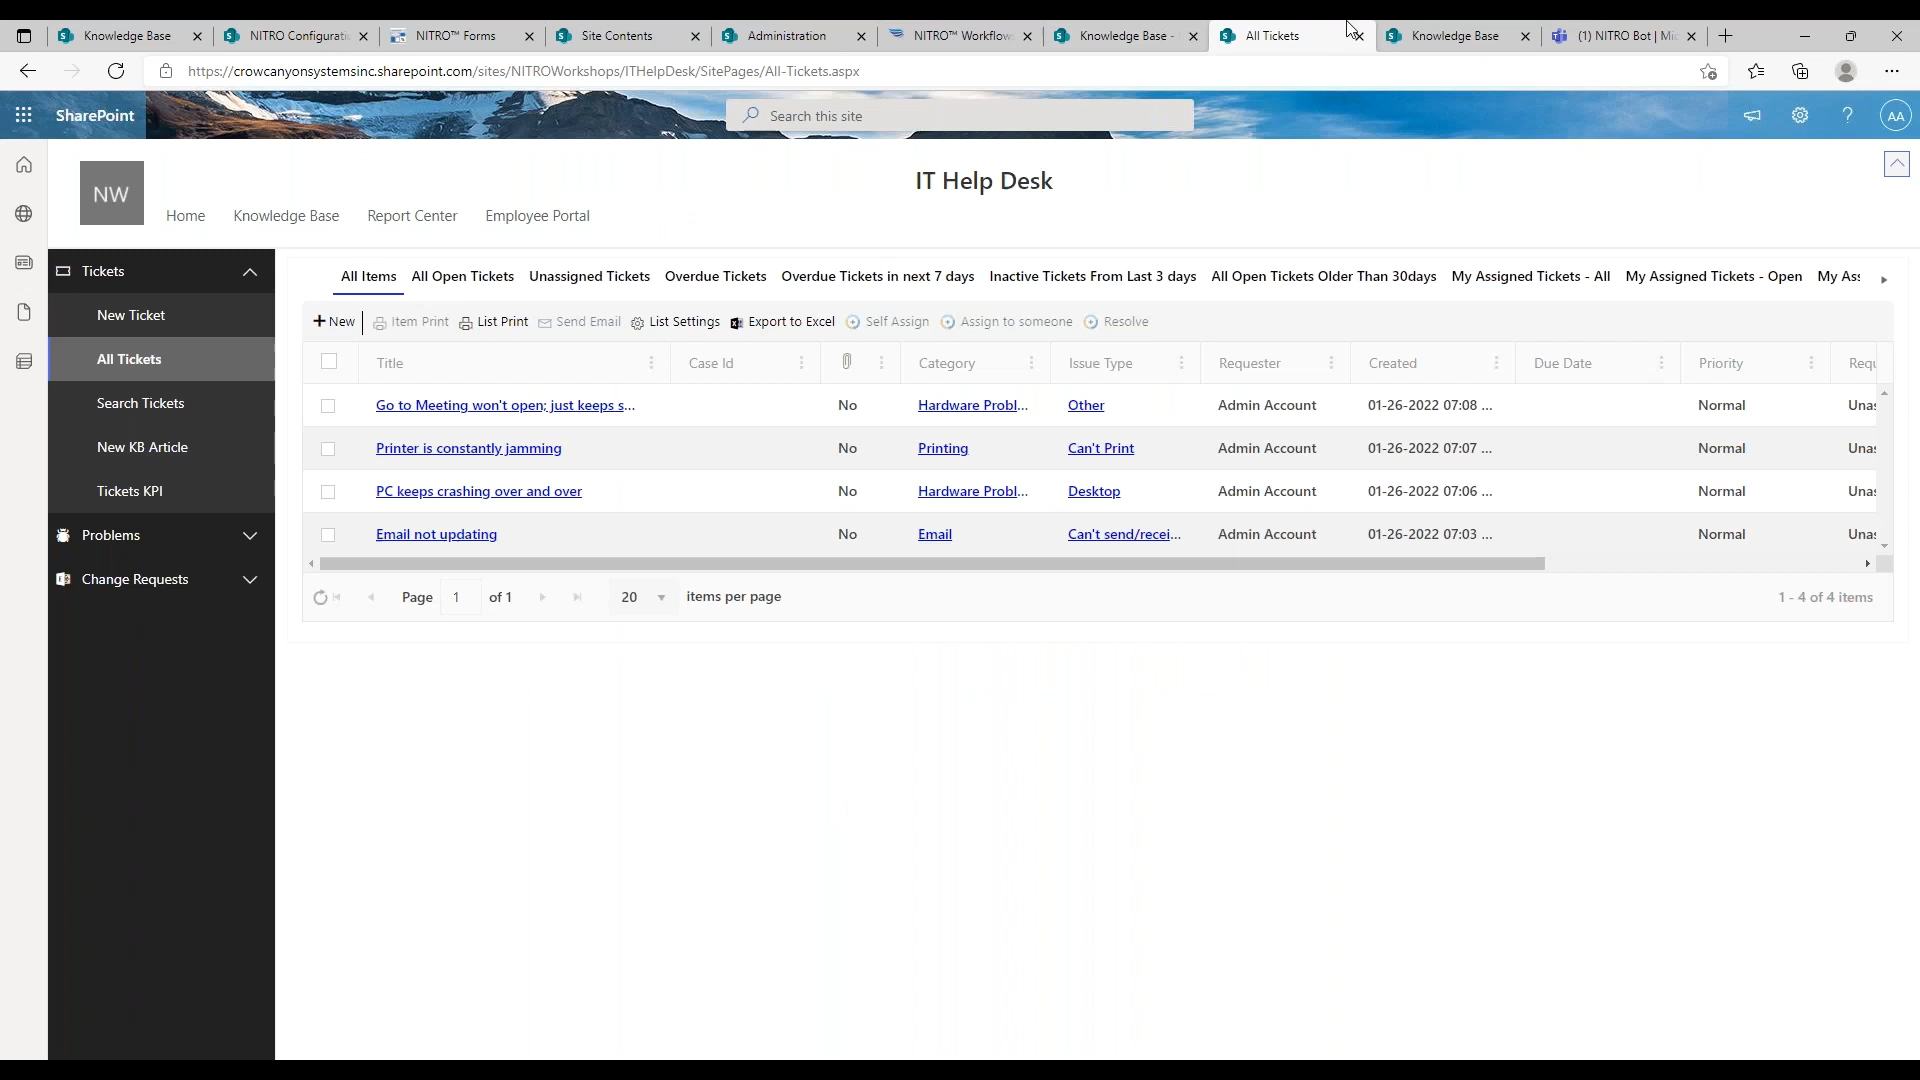 Knowledge Base
NITRO Configurati
NITRO™ Forms
Site Contents
Administration
NITRO™ Workflow
Knowledge Base -
All Tickets
Knowledge Base
(1) NITRO Bot | Mic
https://crowcanyonsystemsinc.sharepoint.com/sites/NITROWorkshops/ITHelpDesk/SitePages/All-Tickets.aspx
SharePoint
Search this site
AA
NW
IT Help Desk
Home Knowledge Base Report Center Employee Portal
Tickets
New Ticket
All Tickets
Search Tickets
New KB Article
Tickets KPI
Problems
Change Requests
All Items All Open Tickets Unassigned Tickets Overdue Tickets Overdue Tickets in next 7 days Inactive Tickets From Last 3 days All Open Tickets Older Than 30days My Assigned Tickets - All My Assigned Tickets - Open My Ass
New Item Print List Print Send Email List Settings Export to Excel Self Assign Assign to someone Resolve
Title Case Id Category Issue Type Requester Created Due Date Priority Requ
Go to Meeting won't open; just keeps s... No Hardware Probl... Other Admin Account 01-26-2022 07:08 ... Normal Unas
Printer is constantly jamming No Printing Can't Print Admin Account 01-26-2022 07:07 ... Normal Unas
PC keeps crashing over and over No Hardware Probl... Desktop Admin Account 01-26-2022 07:06 ... Normal Unas
Email not updating No Email Can't send/recei... Admin Account 01-26-2022 07:03 ... Normal Unas
Page 1 of 1 20 items per page 1 - 4 of 4 items